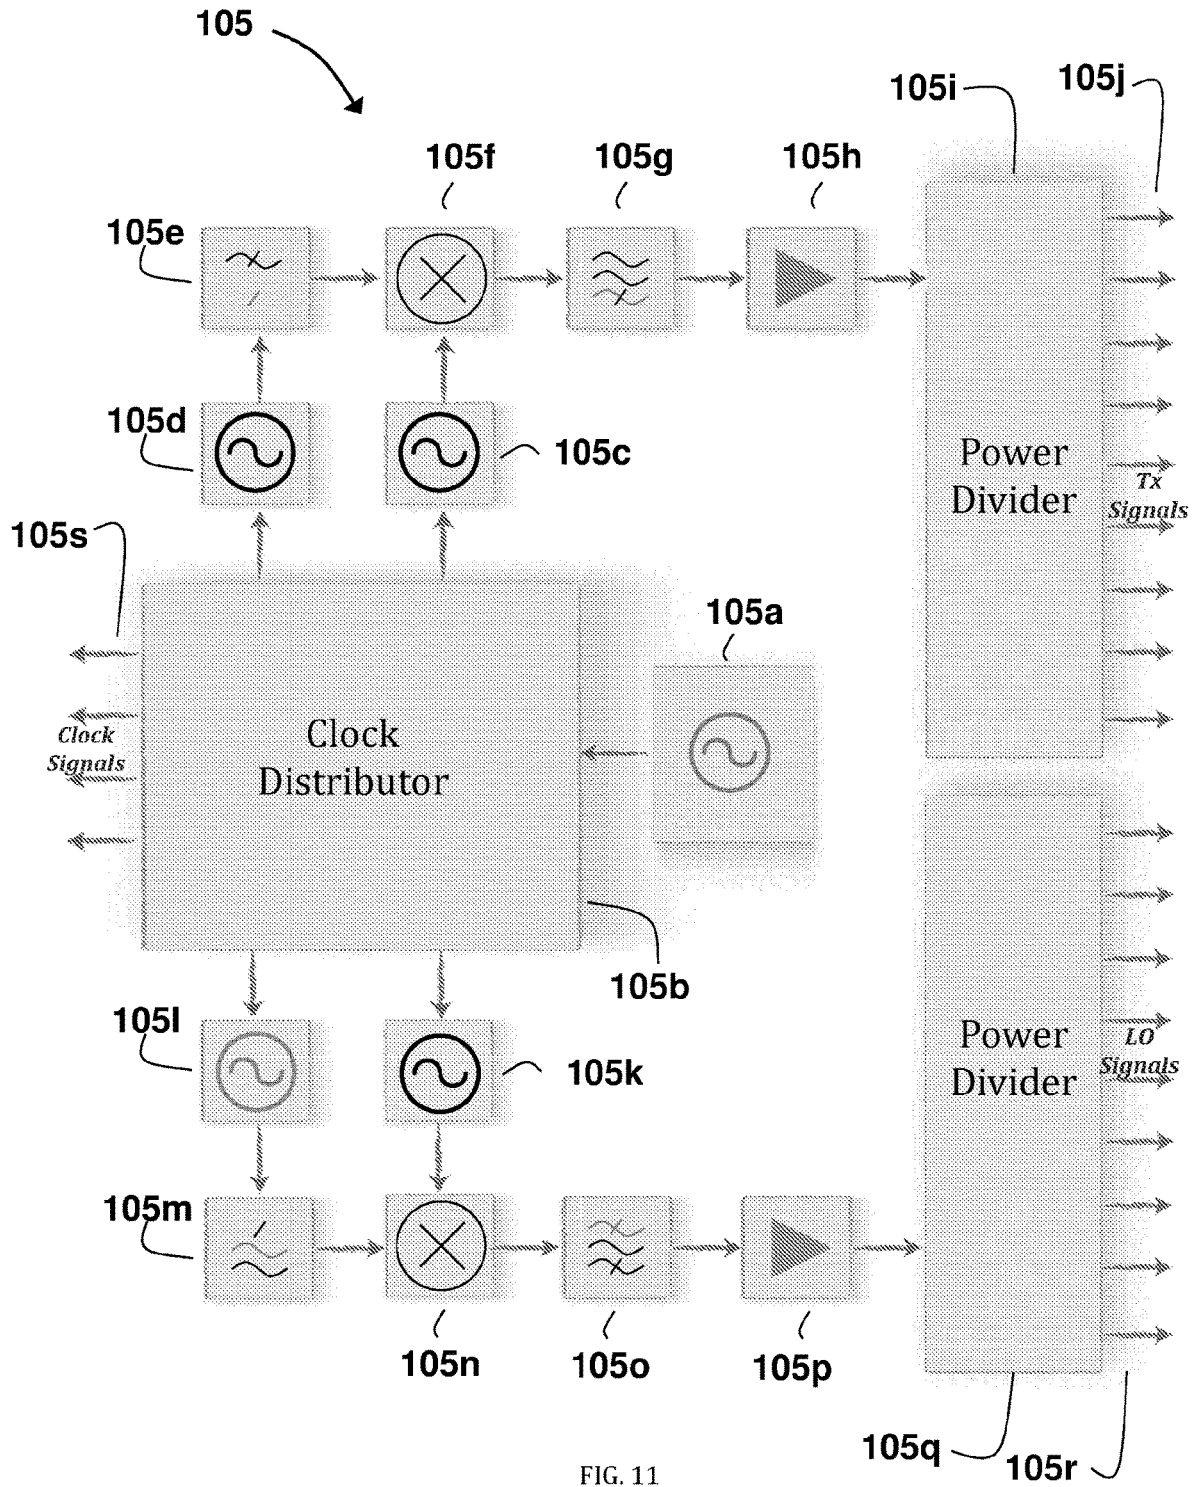 105
105i
105j
105f
105g
105h
105e
105d
105c
Power
Divider
Tx
Signals
105s
105a
Clock
Signals
Clock
Distributor
105b
105l
105k
Power
Divider
LO
Signals
105m
105n
105o
105p
105q
105r
FIG. 11